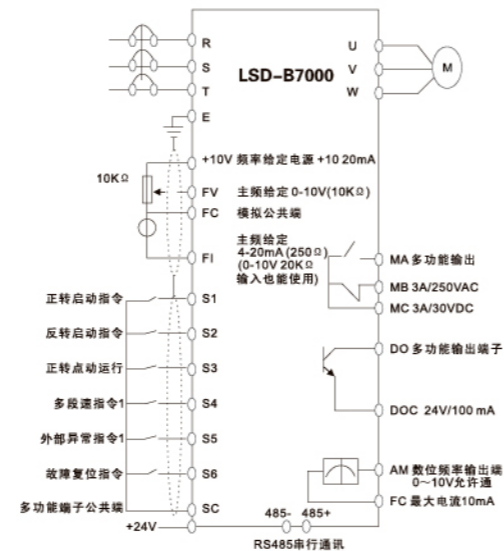 LSD-B7000
R
S
T
E
U
V
W
M
+10V 频率给定电源 +10 20mA
10KΩ
FV 主频给定 0-10V(10KΩ)
FC 模拟公共端
主频给定
4-20mA (250Ω)
(0-10V 20KΩ
输入也能使用)
FI
MA 多功能输出
MB 3A/250VAC
MC 3A/30VDC
正转启动指令 S1
反转启动指令 S2
正转点动运行 S3
多段速指令1 S4
外部异常指令1 S5
故障复位指令 S6
多功能端子公共端 SC
+24V
DO 多功能输出端子
DOC 24V/100 mA
AM 数位频率输出端
0～10V允许通
FC 最大电流10mA
485- 485+
RS485串行通讯